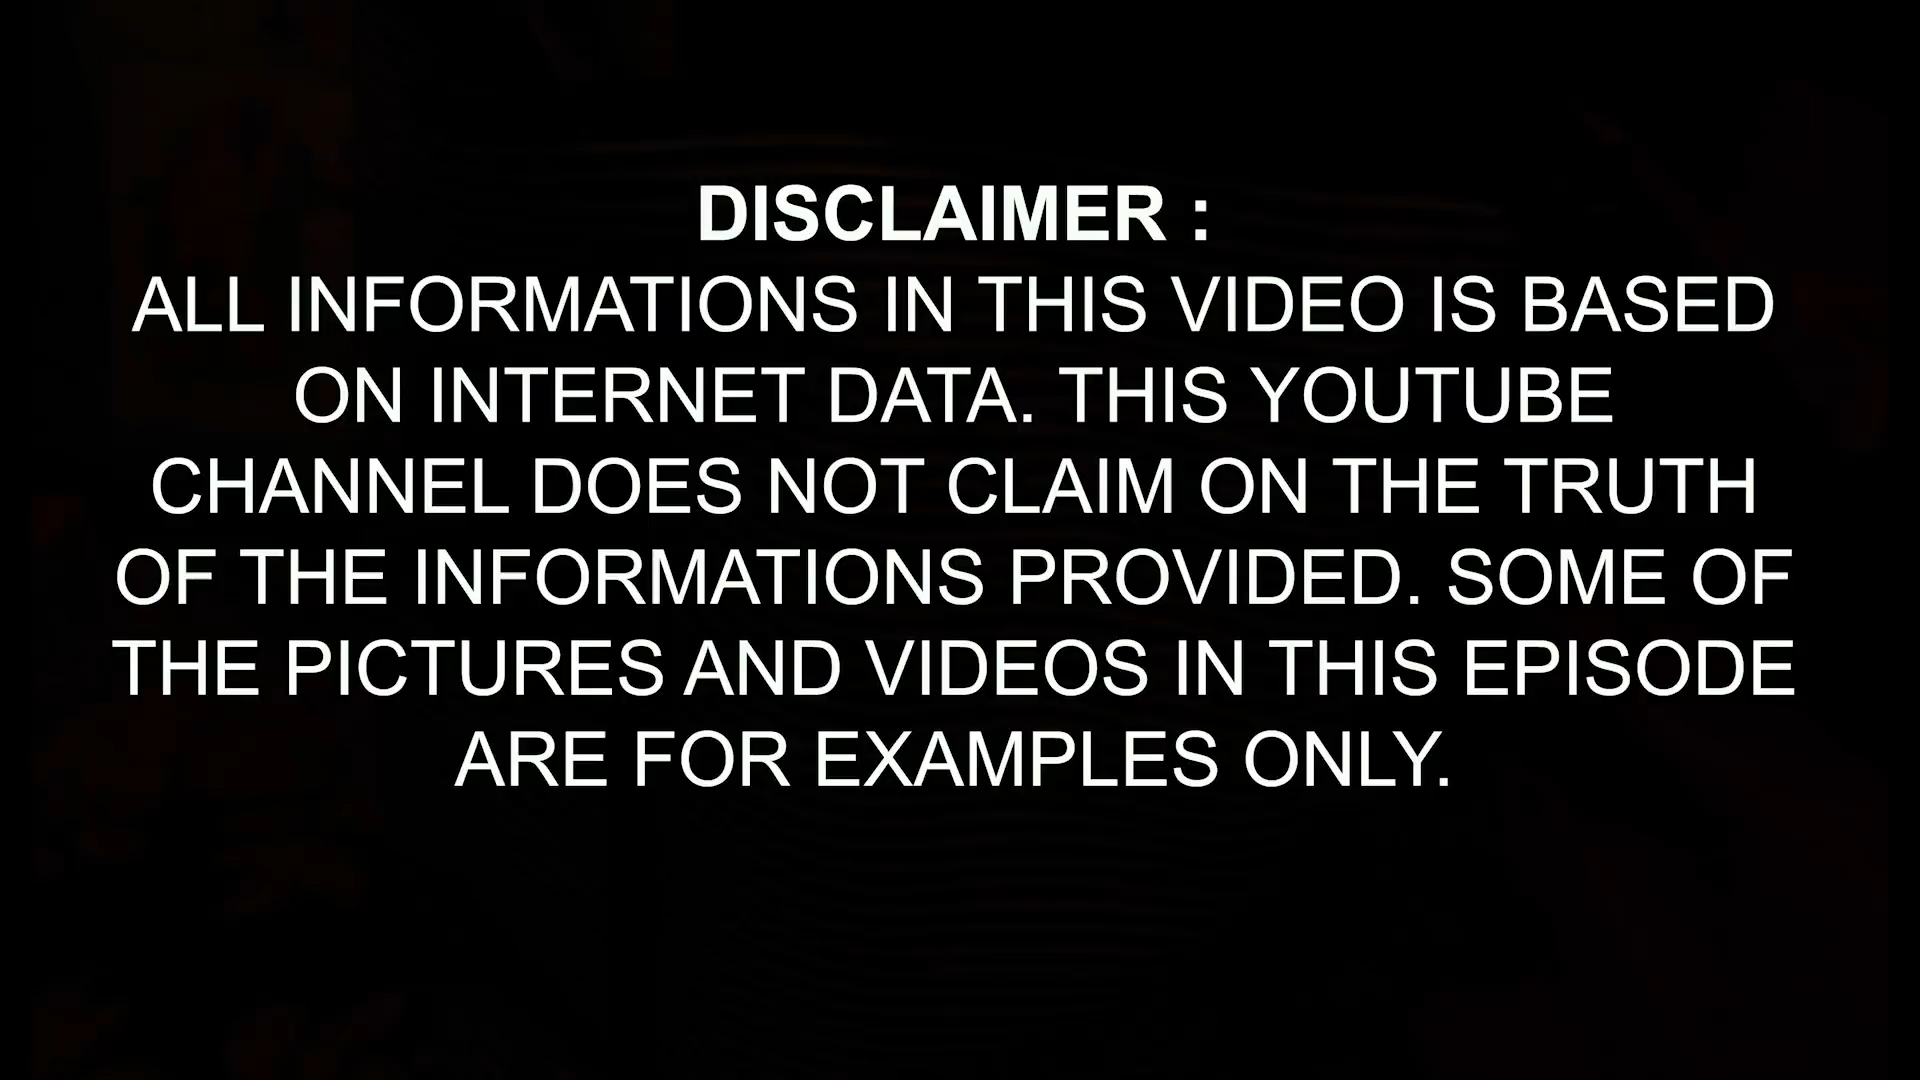 DISCLAIMER :
ALL INFORMATIONS IN THIS VIDEO IS BASED
ON INTERNET DATA. THIS YOUTUBE
CHANNEL DOES NOT CLAIM ON THE TRUTH
OF THE INFORMATIONS PROVIDED. SOME OF
THE PICTURES AND VIDEOS IN THIS EPISODE
ARE FOR EXAMPLES ONLY.